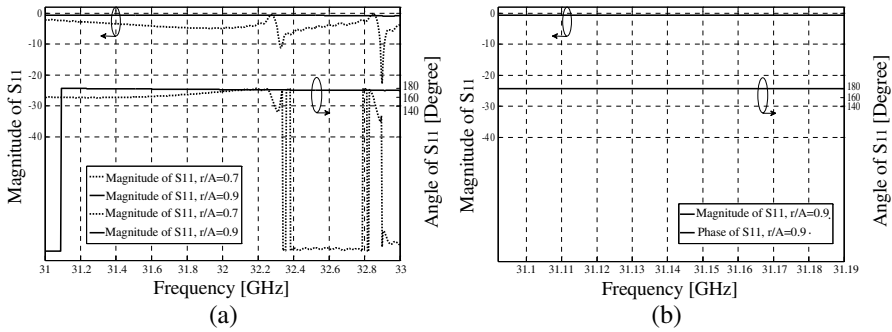 0
-10
-20
-30
-40
Magnitude of S11
180
160
140
Angle of S11 [Degree]
Magnitude of S11, r/A=0.7
Magnitude of S11, r/A=0.9
Magnitude of S11, r/A=0.7
Magnitude of S11, r/A=0.9
31 31.2 31.4 31.6 31.8 32 32.2 32.4 32.6 32.8 33
Frequency [GHz]
(a)
0
-10
-20
-30
-40
Magnitude of S11
180
160
140
Angle of S11 [Degree]
Magnitude of S11, r/A=0.9.
Phase of S11, r/A=0.9.
31.1 31.11 31.12 31.13 31.14 31.15 31.16 31.17 31.18 31.19
Frequency [GHz]
(b)